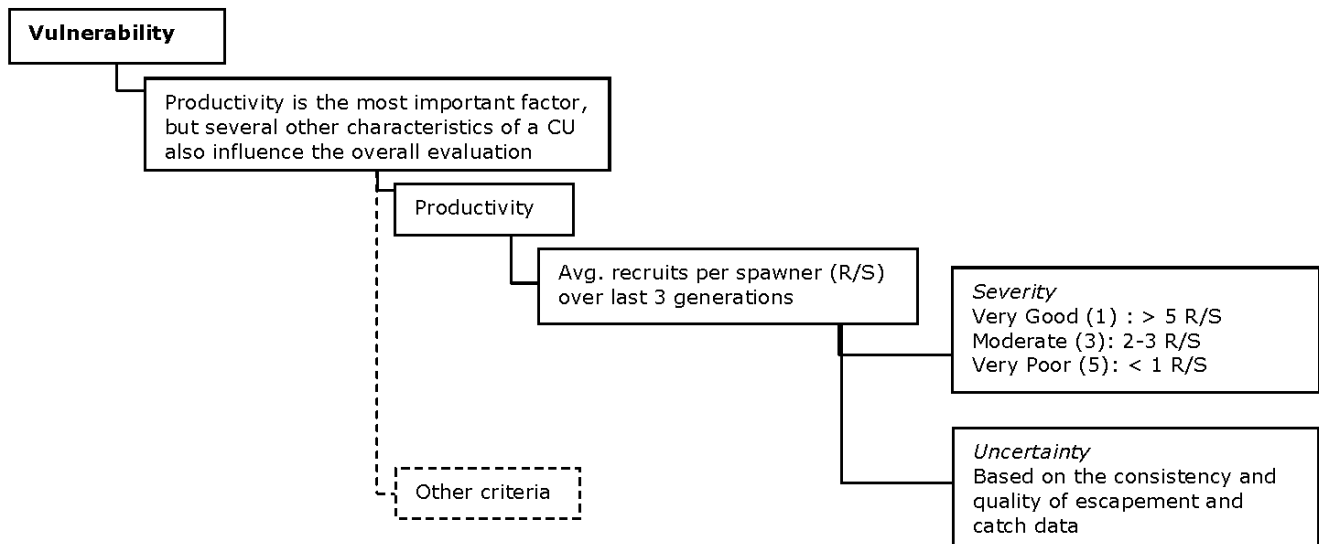 Vulnerability
Productivity is the most important factor,
but several other characteristics of a CU
also influence the overall evaluation
Productivity
Avg. recruits per spawner (R/S)
over last 3 generations
Severity
Very Good (1) : > 5 R/S
Moderate (3): 2-3 R/S
Very Poor (5): < 1 R/S
Uncertainty
Based on the consistency and
quality of escapement and
catch data
Other criteria